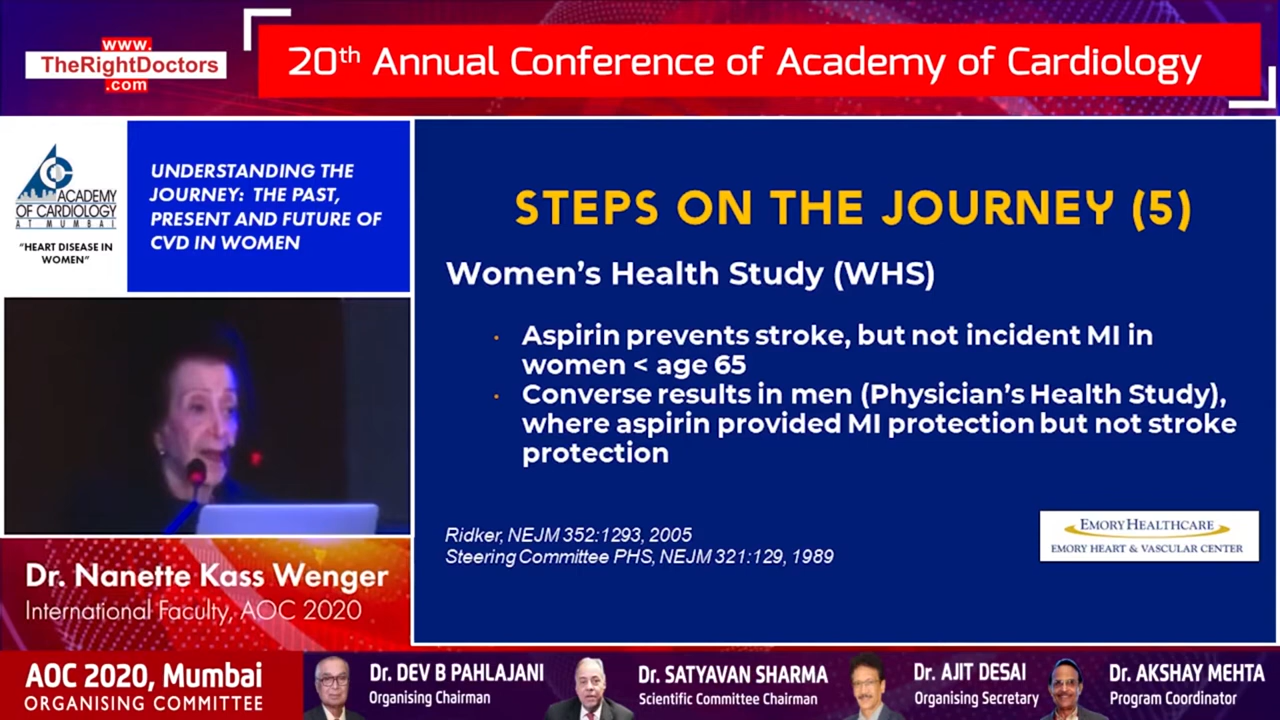 www.
TheRightDoctors
.com
20th Annual Conference of Academy of Cardiology
ACADEMY
OF CARDIOLOGY
AT MUMBAI
“HEART DISEASE IN
WOMEN”
UNDERSTANDING THE
JOURNEY: THE PAST,
PRESENT AND FUTURE OF
CVD IN WOMEN
STEPS ON THE JOURNEY (5)
Women’s Health Study (WHS)
· Aspirin prevents stroke, but not incident MI in
women < age 65
· Converse results in men (Physician’s Health Study),
where aspirin provided MI protection but not stroke
protection
Ridker, NEJM 352:1293, 2005
Steering Committee PHS, NEJM 321:129, 1989
EMORY HEALTHCARE
EMORY HEART & VASCULAR CENTER
Dr. Nanette Kass Wenger
International Faculty, AOC 2020
AOC 2020, Mumbai
ORGANISING COMMITTEE
Dr. DEV B PAHLAJANI
Organising Chairman
Dr. SATYAVAN SHARMA
Scientific Committee Chairman
Dr. AJIT DESAI
Organising Secretary
Dr. AKSHAY MEHTA
Program Coordinator